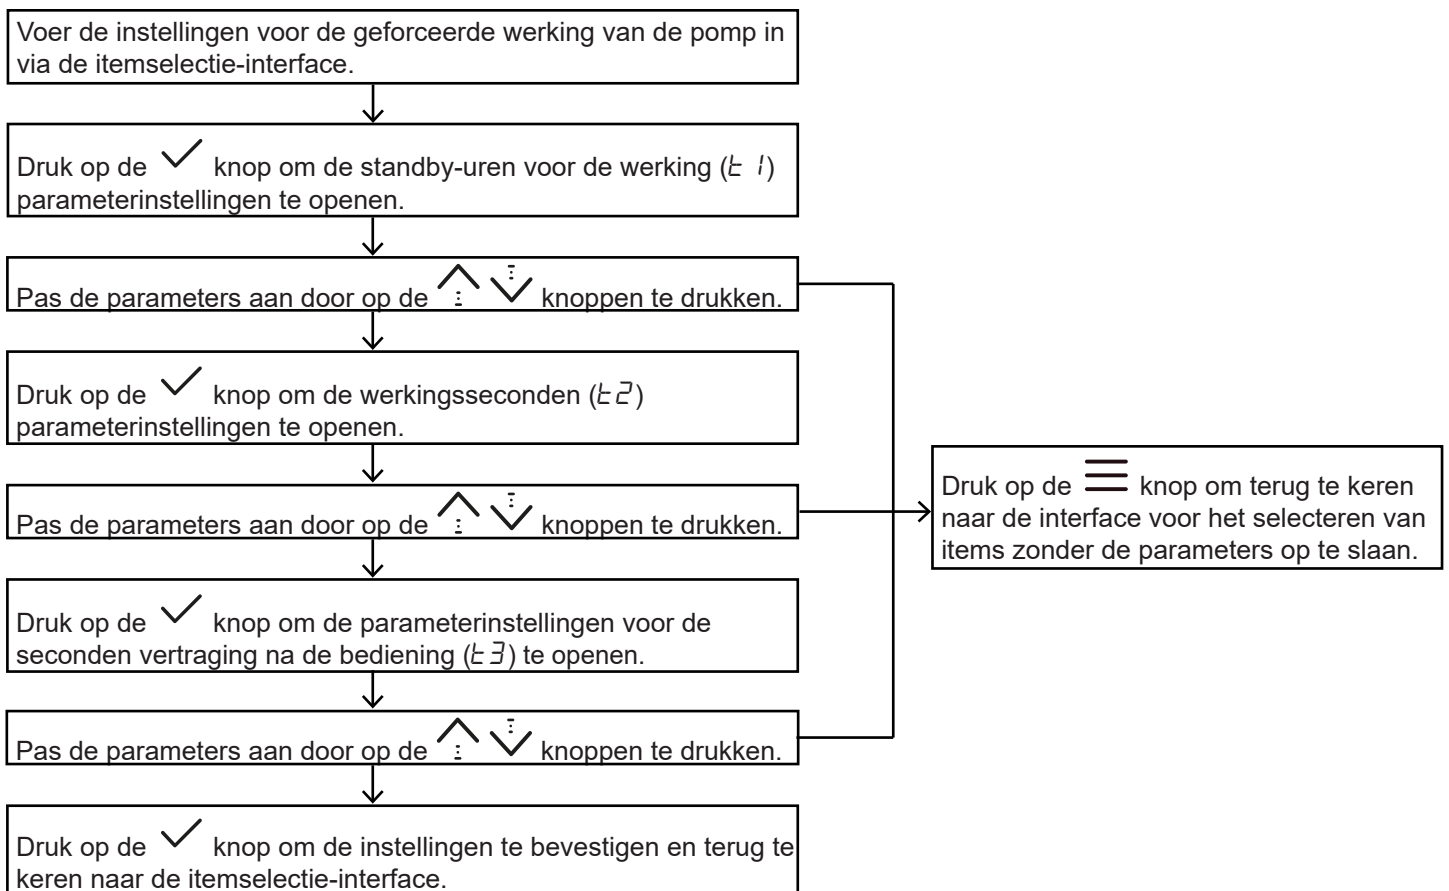 Voer de instellingen voor de geforceerde werking van de pomp in
via de itemselectie-interface.
Druk op de knop om de standby-uren voor de werking (t1)
parameterinstellingen te openen.
Pas de parameters aan door op de knoppen te drukken.
Druk op de knop om de werkingsseconden (t2)
parameterinstellingen te openen.
Pas de parameters aan door op de knoppen te drukken.
Druk op de knop om de parameterinstellingen voor de
seconden vertraging na de bediening (t3) te openen.
Pas de parameters aan door op de knoppen te drukken.
Druk op de knop om de instellingen te bevestigen en terug te
keren naar de itemselectie-interface.
Druk op de knop om terug te keren
naar de interface voor het selecteren van
items zonder de parameters op te slaan.